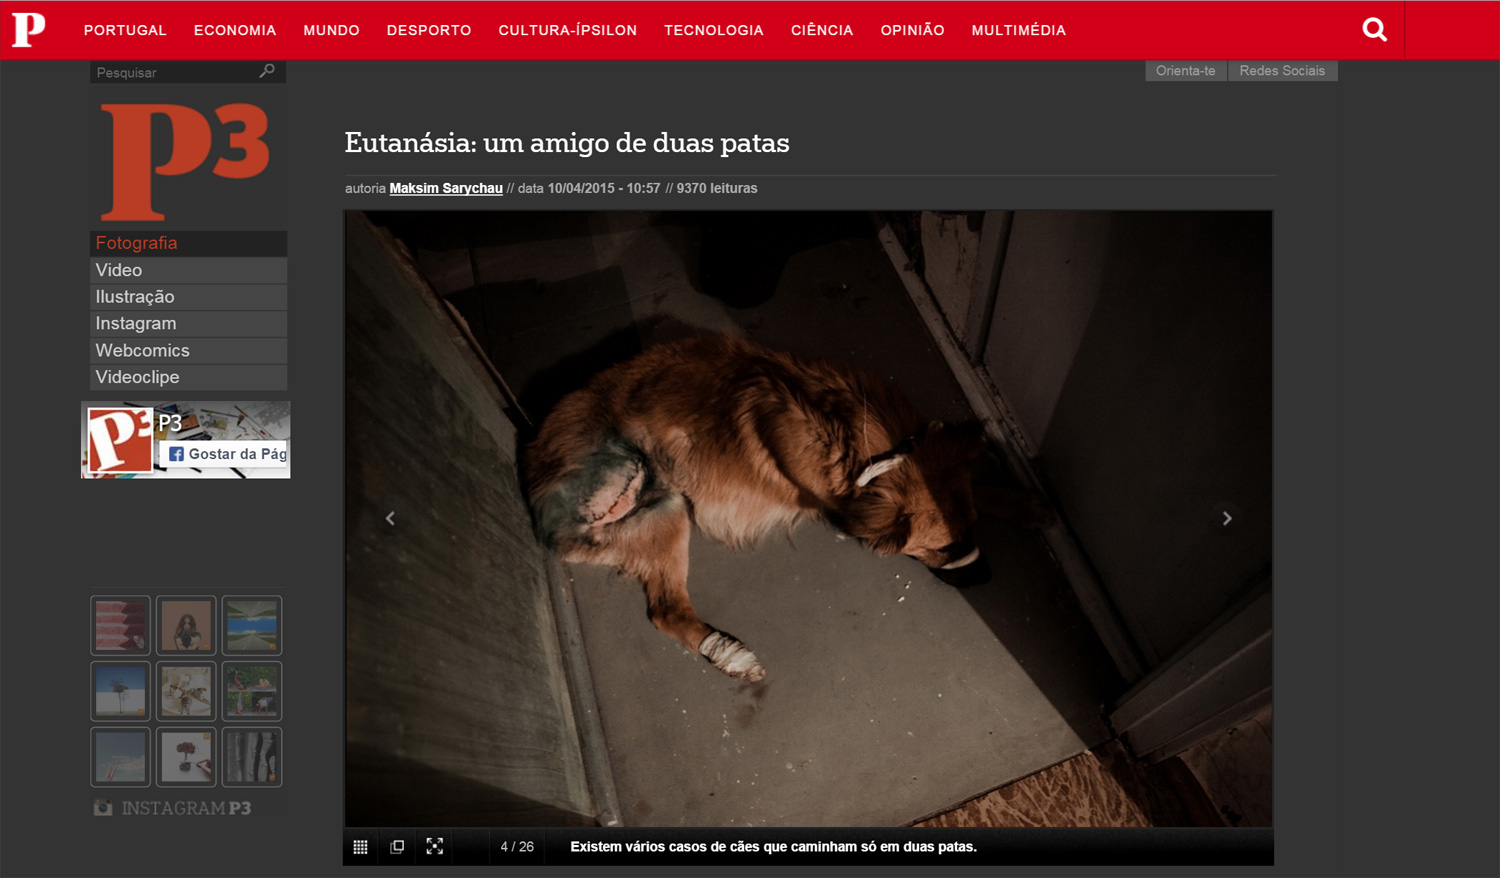 P PORTUGAL ECONOMIA MUNDO DESPORTO CULTURA-ÍPSILON TECNOLOGIA CIÊNCIA OPINIÃO MULTIMÉDIA
Pesquisar
Orienta-te Redes Sociais
P3
Fotografia
Video
Ilustração
Instagram
Webcomics
Videoclipe
P3 P3
Gostar da Pág
INSTAGRAM P3
Eutanásia: um amigo de duas patas
autoria Maksim Sarychau // data 10/04/2015 - 10:57 // 9370 leituras
4 / 26 Existem vários casos de cães que caminham só em duas patas.